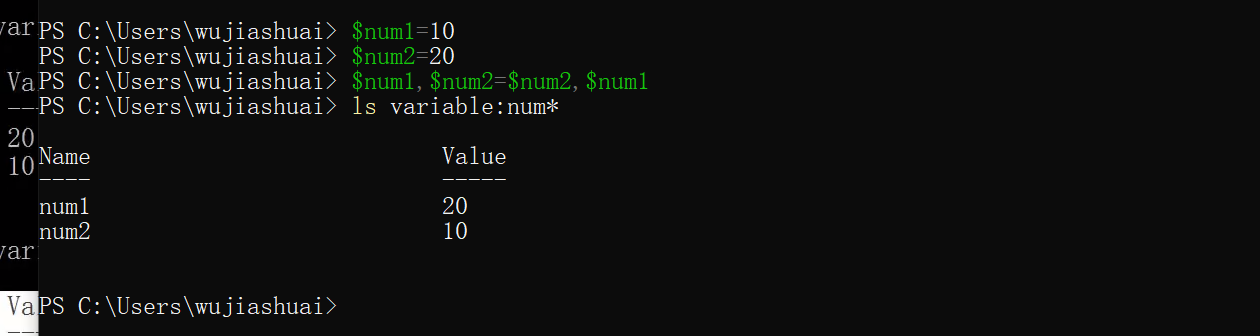 PS C:\Users\wujiashuai> $num1=10
PS C:\Users\wujiashuai> $num2=20
PS C:\Users\wujiashuai> $num1,$num2=$num2,$num1
PS C:\Users\wujiashuai> ls variable:num*
Name Value
---- -----
num1 20
num2 10
PS C:\Users\wujiashuai>
var
Va
--
20
10
var
Va